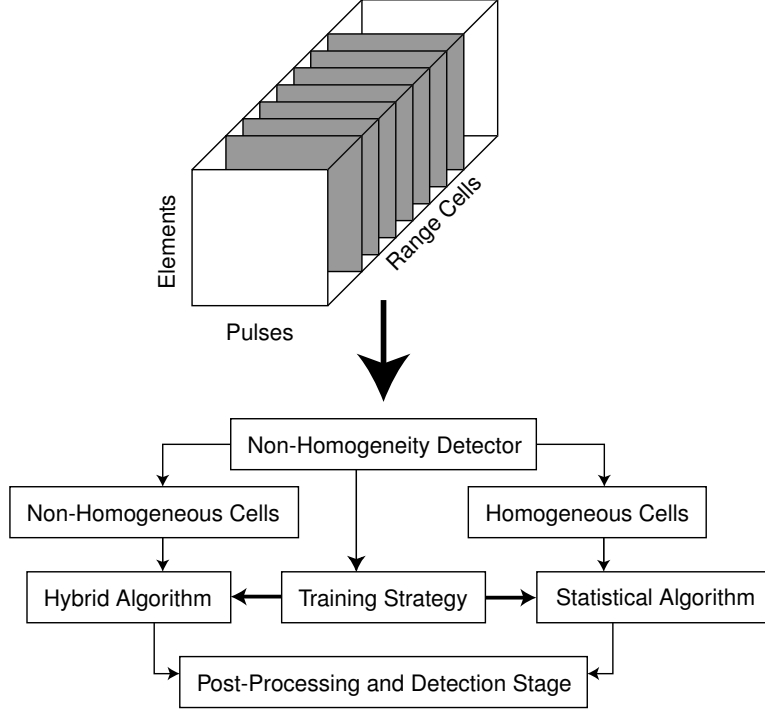 Elements
Range Cells
Pulses
Non-Homogeneity Detector
Non-Homogeneous Cells
Homogeneous Cells
Hybrid Algorithm
Training Strategy
Statistical Algorithm
Post-Processing and Detection Stage